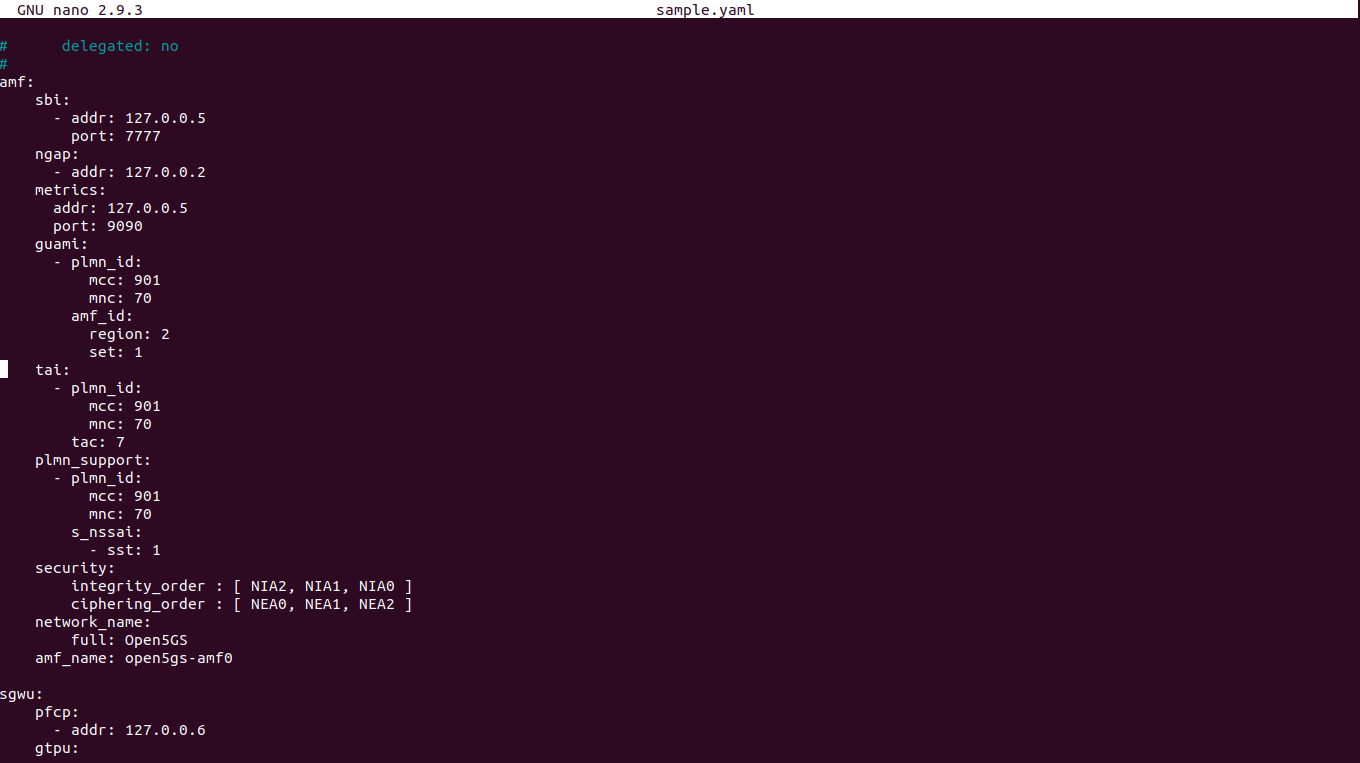 GNU nano 2.9.3 sample.yaml
#      delegated: no
#
amf:
    sbi:
      - addr: 127.0.0.5
        port: 7777
    ngap:
      - addr: 127.0.0.2
    metrics:
      addr: 127.0.0.5
      port: 9090
    guami:
      - plmn_id:
          mcc: 901
          mnc: 70
        amf_id:
          region: 2
          set: 1
    tai:
      - plmn_id:
          mcc: 901
          mnc: 70
        tac: 7
    plmn_support:
      - plmn_id:
          mcc: 901
          mnc: 70
        s_nssai:
          - sst: 1
    security:
        integrity_order : [ NIA2, NIA1, NIA0 ]
        ciphering_order : [ NEA0, NEA1, NEA2 ]
    network_name:
        full: Open5GS
    amf_name: open5gs-amf0
sgwu:
    pfcp:
      - addr: 127.0.0.6
    gtpu: